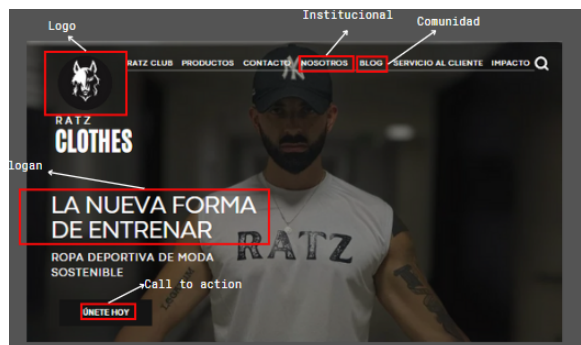 Institucional
Logo
Comunidad
RATZ CLUB PRODUCTOS CONTACTO NOSOTROS BLOG SERVICIO AL CLIENTE IMPACTO
RATZ
CLOTHES
logan
LA NUEVA FORMA
DE ENTRENAR
RATZ
ROPA DEPORTIVA DE MODA
SOSTENIBLE
Call to action
ÚNETE HOY